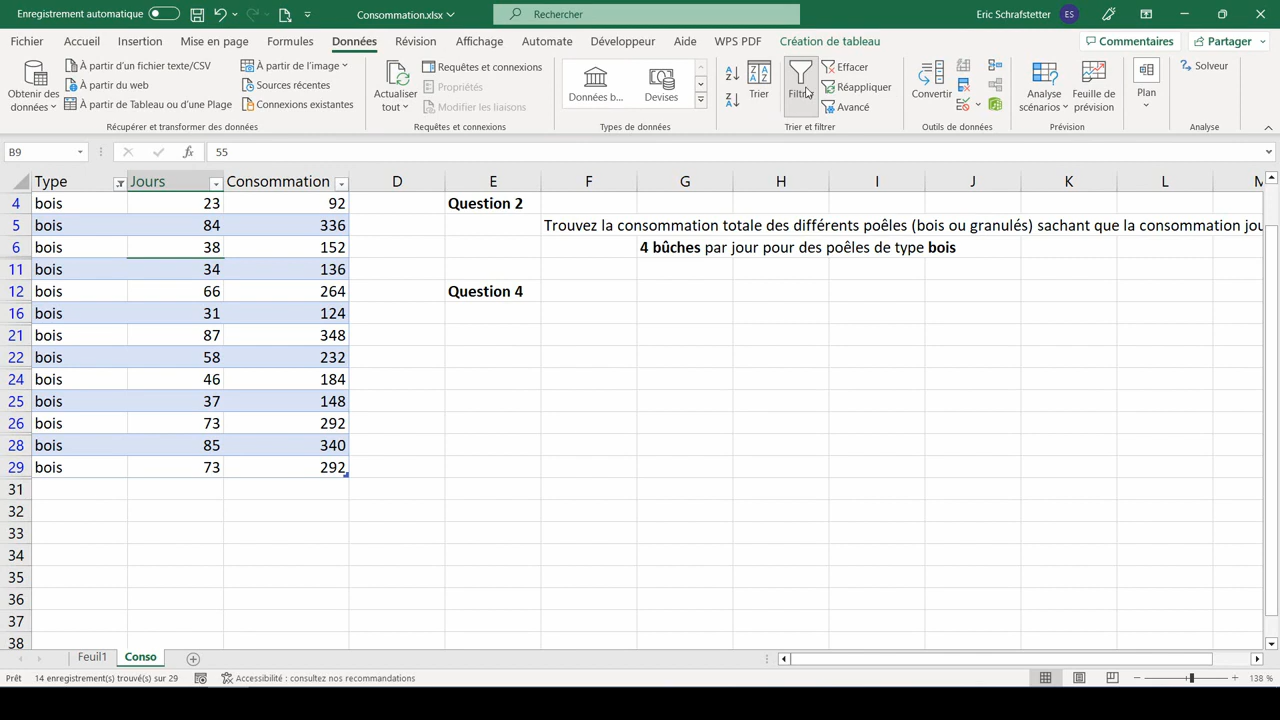 Enregistrement automatique
Consommation.xlsx
Rechercher
Eric Schrafstetter
ES
Fichier
Accueil
Insertion
Mise en page
Formules
Données
Révision
Affichage
Automate
Développeur
Aide
WPS PDF
Création de tableau
Commentaires
Partager
Obtenir des
données
À partir d'un fichier texte/CSV
À partir du web
À partir de Tableau ou d'une Plage
À partir de l'image
Sources récentes
Connexions existantes
Récupérer et transformer des données
Actualiser
tout
Requêtes et connexions
Propriétés
Modifier les liaisons
Requêtes et connexions
Données b...
Devises
Types de données
Trier
Filtrer
Effacer
Réappliquer
Avancé
Trier et filtrer
Convertir
Outils de données
Analyse
scénarios
Feuille de
prévision
Prévision
Plan
Solveur
Analyse
B9
fx
55
Type Jours Consommation D E F G H I J K L M
4 bois 23 92 Question 2
5 bois 84 336 Trouvez la consommation totale des différents poêles (bois ou granulés) sachant que la consommation jou
6 bois 38 152 4 bûches par jour pour des poêles de type bois
11 bois 34 136
12 bois 66 264 Question 4
16 bois 31 124
21 bois 87 348
22 bois 58 232
24 bois 46 184
25 bois 37 148
26 bois 73 292
28 bois 85 340
29 bois 73 292
31
32
33
34
35
36
37
38
Feuil1
Conso
Prêt
14 enregistrement(s) trouvé(s) sur 29
Accessibilité : consultez nos recommandations
138 %